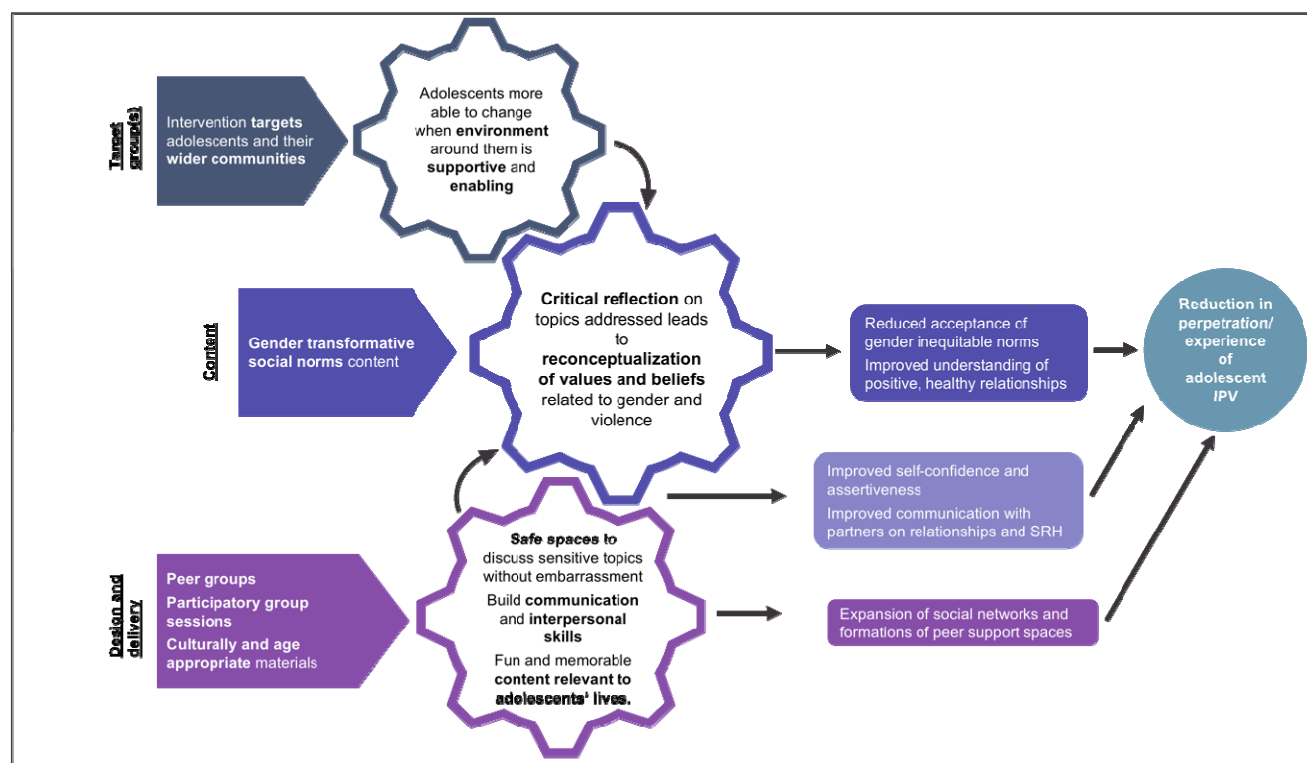 Target
group(s)
Intervention targets
adolescents and their
wider communities
Adolescents more
able to change
when environment
around them is
supportive and
enabling
Content
Gender transformative
social norms content
Critical reflection on
topics addressed leads
to
reconceptualization
of values and beliefs
related to gender and
violence
Reduced acceptance of
gender inequitable norms
Improved understanding of
positive, healthy relationships
Reduction in
perpetration/
experience
of
adolescent
IPV
Improved self-confidence and
assertiveness
Improved communication with
partners on relationships and SRH
Design and
delivery
Peer groups
Participatory group
sessions
Culturally and age
appropriate materials
Safe spaces to
discuss sensitive topics
without embarrassment
Build communication
and interpersonal
skills
Fun and memorable
content relevant to
adolescents' lives.
Expansion of social networks and
formations of peer support spaces